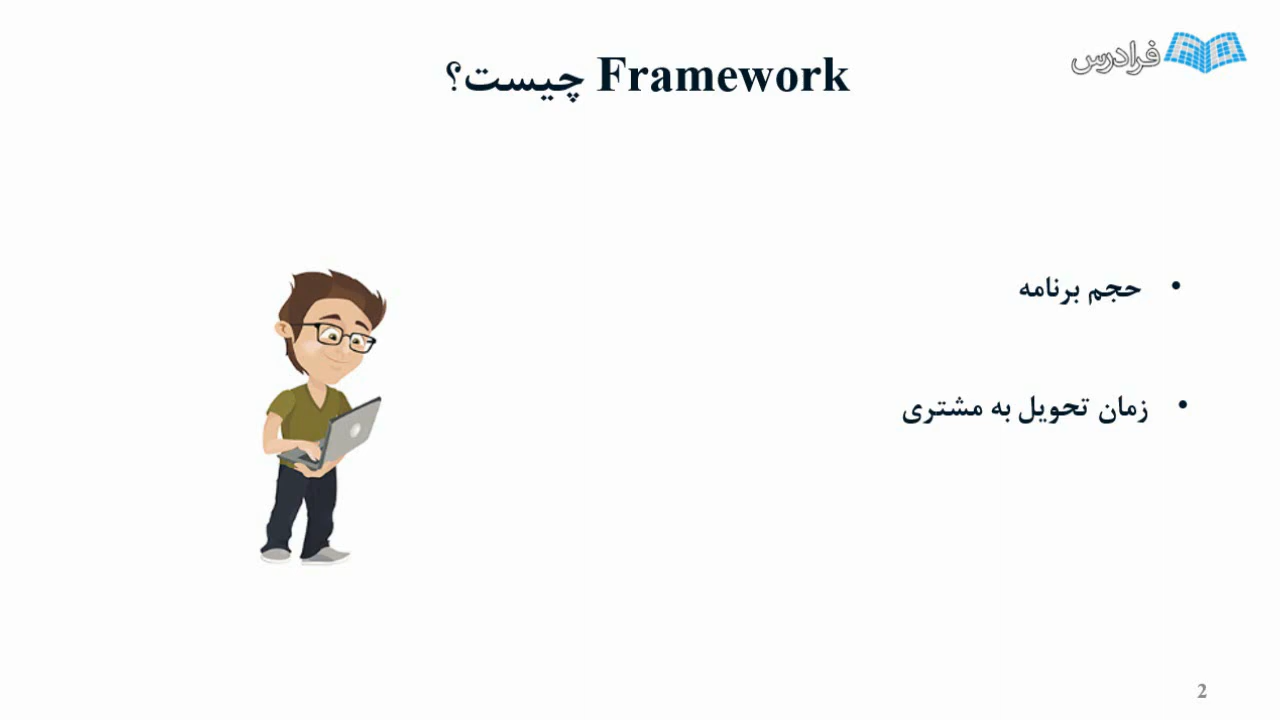 فرادرس
Framework چیست؟
• حجم برنامه
• زمان تحویل به مشتری
2